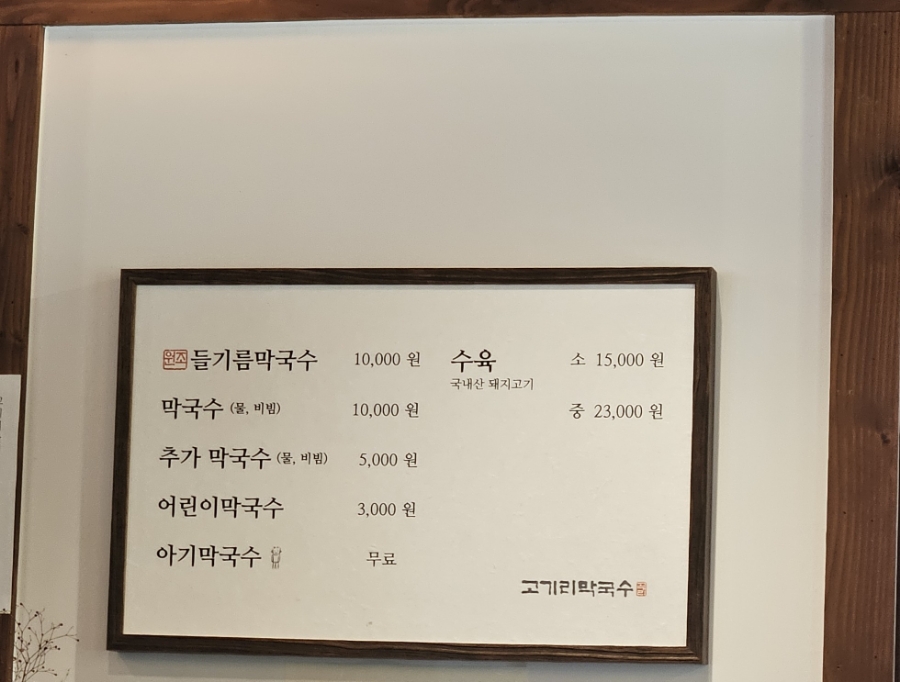 원조 들기름막국수 10,000 원
막국수 (물, 비빔) 10,000 원
추가 막국수 (물, 비빔) 5,000 원
어린이막국수 3,000 원
아기막국수 무료
수육 소 15,000 원
국내산 돼지고기
중 23,000 원
고기리막국수